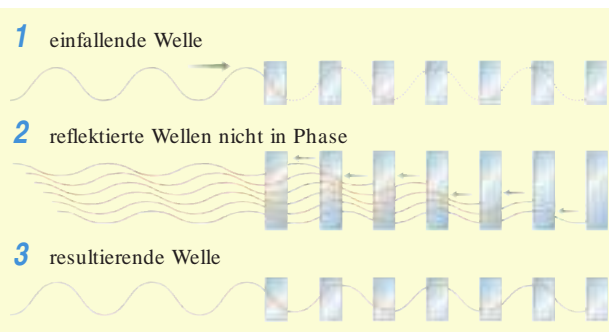 1 einfallende Welle
2 reflektierte Wellen nicht in Phase
3 resultierende Welle